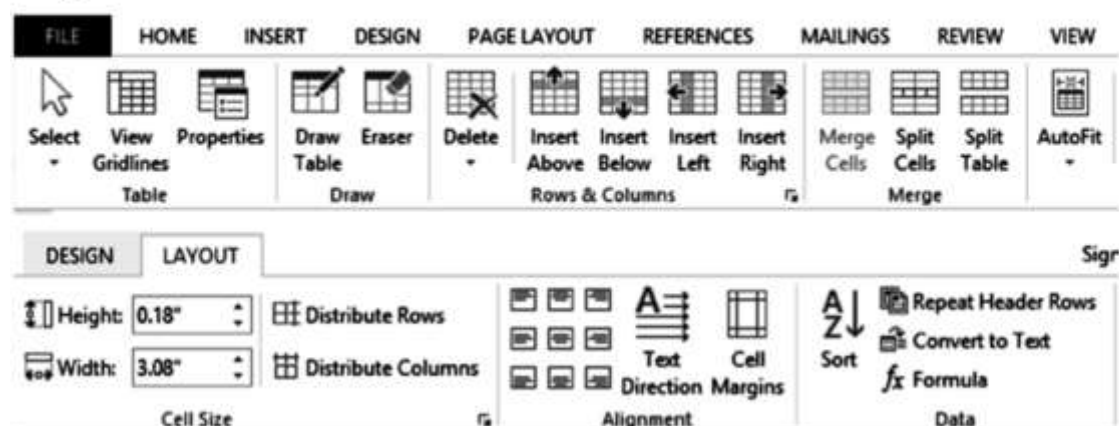 FILE HOME INSERT DESIGN PAGE LAYOUT REFERENCES MAILINGS REVIEW VIEW
Select View Properties Draw Eraser Delete Insert Insert Insert Insert Merge Split Split AutoFit
Gridlines Table Above Below Left Right Cells Cells Table
Table Draw Rows & Columns Merge
DESIGN LAYOUT Sign
Height: 0.18" Distribute Rows A A Z Repeat Header Rows
Convert to Text
Width: 3.08" Distribute Columns Text Cell Sort fx Formula
Direction Margins
Cell Size Alignment Data